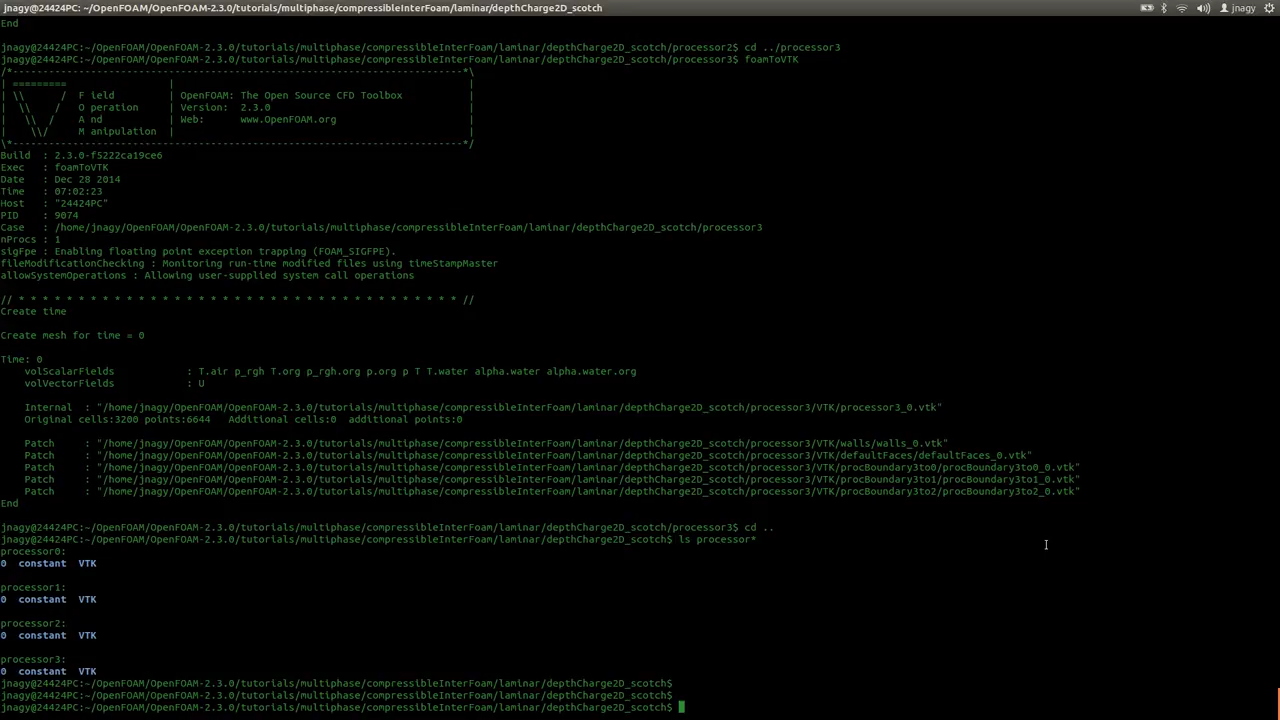 jnagy@24424PC: ~/OpenFOAM/OpenFOAM-2.3.0/tutorials/multiphase/compressibleInterFoam/laminar/depthCharge2D_scotch
jnagy
End
jnagy@24424PC:~/OpenFOAM/OpenFOAM-2.3.0/tutorials/multiphase/compressibleInterFoam/laminar/depthCharge2D_scotch/processor2$ cd ../processor3
jnagy@24424PC:~/OpenFOAM/OpenFOAM-2.3.0/tutorials/multiphase/compressibleInterFoam/laminar/depthCharge2D_scotch/processor3$ foamToVTK
/*---------------------------------------------------------------------------*\
| =========                 |                                                 |
| \\      /  F ield         | OpenFOAM: The Open Source CFD Toolbox           |
|  \\    /   O peration     | Version:  2.3.0                                 |
|   \\  /    A nd           | Web:      www.OpenFOAM.org                      |
|    \\/     M anipulation  |                                                 |
\*---------------------------------------------------------------------------*/
Build  : 2.3.0-f5222ca19ce6
Exec   : foamToVTK
Date   : Dec 28 2014
Time   : 07:02:23
Host   : "24424PC"
PID    : 9074
Case   : /home/jnagy/OpenFOAM/OpenFOAM-2.3.0/tutorials/multiphase/compressibleInterFoam/laminar/depthCharge2D_scotch/processor3
nProcs : 1
sigFpe : Enabling floating point exception trapping (FOAM_SIGFPE).
fileModificationChecking : Monitoring run-time modified files using timeStampMaster
allowSystemOperations : Allowing user-supplied system call operations
// * * * * * * * * * * * * * * * * * * * * * * * * * * * * * * * * * * * * * //
Create time
Create mesh for time = 0
Time: 0
    volScalarFields            : T.air p_rgh T.org p_rgh.org p.org p T T.water alpha.water alpha.water.org
    volVectorFields            : U
    Internal  : "/home/jnagy/OpenFOAM/OpenFOAM-2.3.0/tutorials/multiphase/compressibleInterFoam/laminar/depthCharge2D_scotch/processor3/VTK/processor3_0.vtk"
    Original cells:3200 points:6644   Additional cells:0  additional points:0
    Patch     : "/home/jnagy/OpenFOAM/OpenFOAM-2.3.0/tutorials/multiphase/compressibleInterFoam/laminar/depthCharge2D_scotch/processor3/VTK/walls/walls_0.vtk"
    Patch     : "/home/jnagy/OpenFOAM/OpenFOAM-2.3.0/tutorials/multiphase/compressibleInterFoam/laminar/depthCharge2D_scotch/processor3/VTK/defaultFaces/defaultFaces_0.vtk"
    Patch     : "/home/jnagy/OpenFOAM/OpenFOAM-2.3.0/tutorials/multiphase/compressibleInterFoam/laminar/depthCharge2D_scotch/processor3/VTK/procBoundary3to0/procBoundary3to0_0.vtk"
    Patch     : "/home/jnagy/OpenFOAM/OpenFOAM-2.3.0/tutorials/multiphase/compressibleInterFoam/laminar/depthCharge2D_scotch/processor3/VTK/procBoundary3to1/procBoundary3to1_0.vtk"
    Patch     : "/home/jnagy/OpenFOAM/OpenFOAM-2.3.0/tutorials/multiphase/compressibleInterFoam/laminar/depthCharge2D_scotch/processor3/VTK/procBoundary3to2/procBoundary3to2_0.vtk"
End
jnagy@24424PC:~/OpenFOAM/OpenFOAM-2.3.0/tutorials/multiphase/compressibleInterFoam/laminar/depthCharge2D_scotch/processor3$ cd ..
jnagy@24424PC:~/OpenFOAM/OpenFOAM-2.3.0/tutorials/multiphase/compressibleInterFoam/laminar/depthCharge2D_scotch$ ls processor*
processor0:
0  constant  VTK
processor1:
0  constant  VTK
processor2:
0  constant  VTK
processor3:
0  constant  VTK
jnagy@24424PC:~/OpenFOAM/OpenFOAM-2.3.0/tutorials/multiphase/compressibleInterFoam/laminar/depthCharge2D_scotch$
jnagy@24424PC:~/OpenFOAM/OpenFOAM-2.3.0/tutorials/multiphase/compressibleInterFoam/laminar/depthCharge2D_scotch$
jnagy@24424PC:~/OpenFOAM/OpenFOAM-2.3.0/tutorials/multiphase/compressibleInterFoam/laminar/depthCharge2D_scotch$